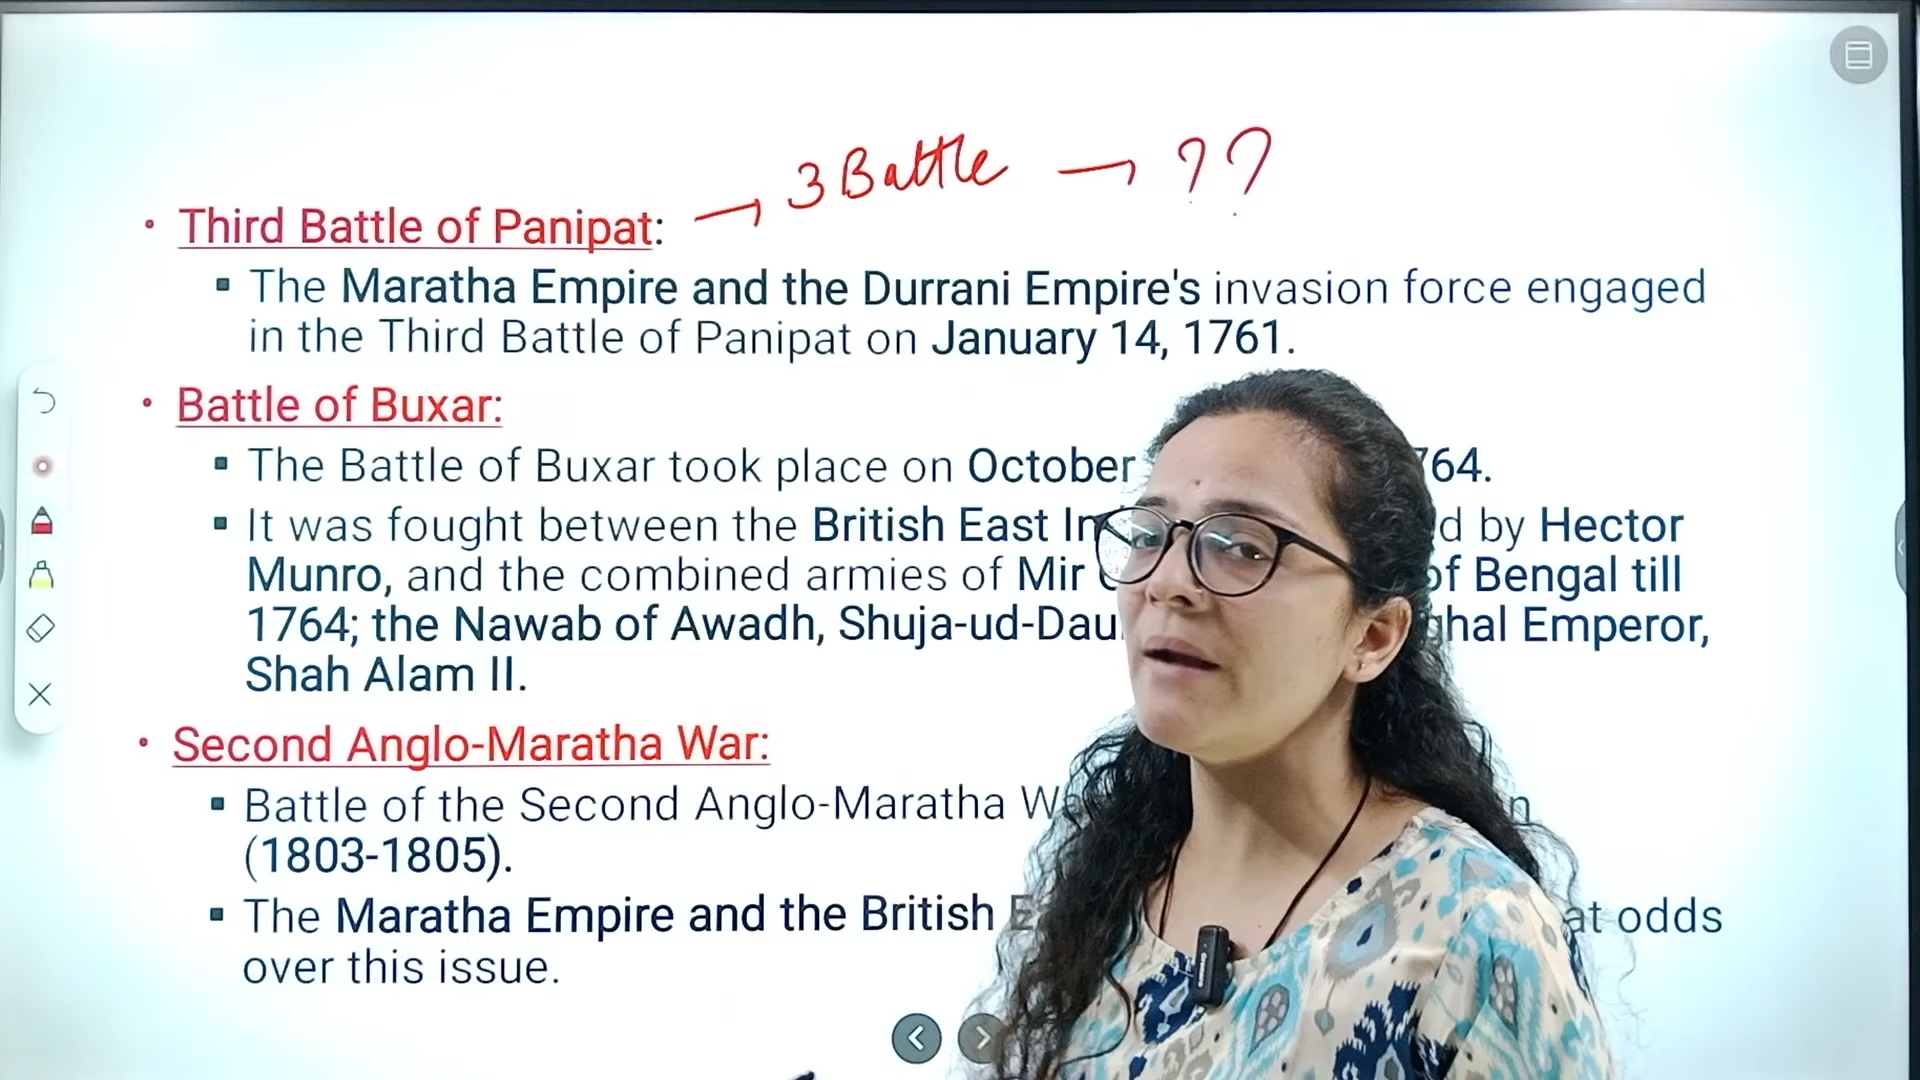 3 Battle → ??
• Third Battle of Panipat: →
▪ The Maratha Empire and the Durrani Empire's invasion force engaged
in the Third Battle of Panipat on January 14, 1761.
• Battle of Buxar:
▪ The Battle of Buxar took place on October 764.
▪ It was fought between the British East In d by Hector
Munro, and the combined armies of Mir of Bengal till
1764; the Nawab of Awadh, Shuja-ud-Dau ghal Emperor,
Shah Alam II.
• Second Anglo-Maratha War:
▪ Battle of the Second Anglo-Maratha Wa n
(1803-1805).
▪ The Maratha Empire and the British E at odds
over this issue.